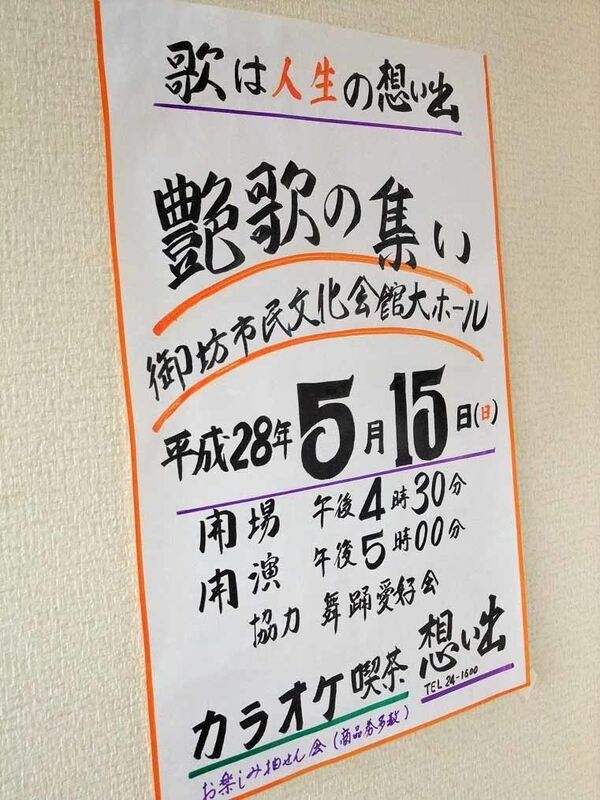 歌は人生の想い出
艶歌の集い
御坊市民文化会館大ホール
平成28年5月15日(日)
開場 午後4時30分
開演 午後5時00分
協力 舞踊愛好会
カラオケ喫茶 想い出
TEL 24-1500
お楽しみ抽せん会(商品券多数)